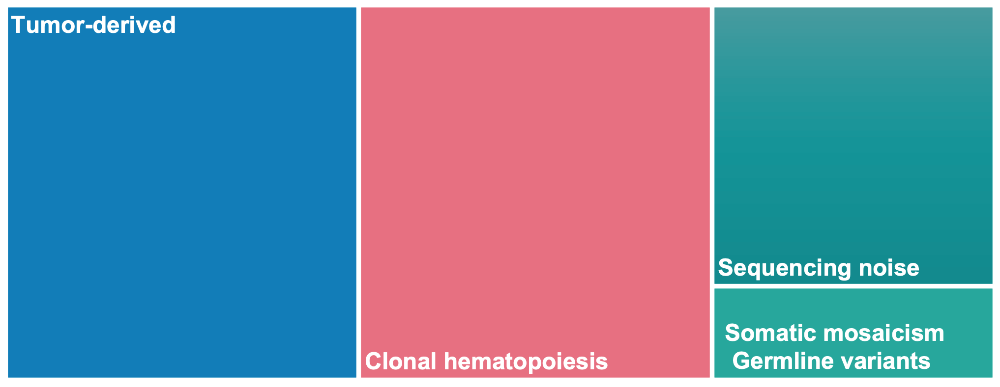 Tumor-derived
Clonal hematopoiesis
Sequencing noise
Somatic mosaicism
Germline variants